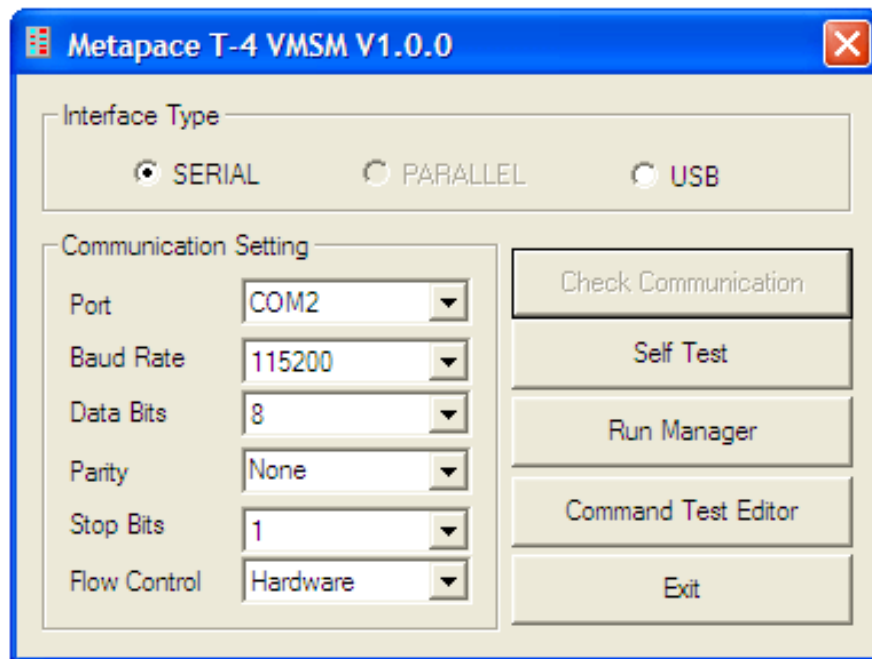 Metapace T-4 VMSM V1.0.0
Interface Type
SERIAL PARALLEL USB
Communication Setting
Port COM2
Baud Rate 115200
Data Bits 8
Parity None
Stop Bits 1
Flow Control Hardware
Check Communication
Self Test
Run Manager
Command Test Editor
Exit